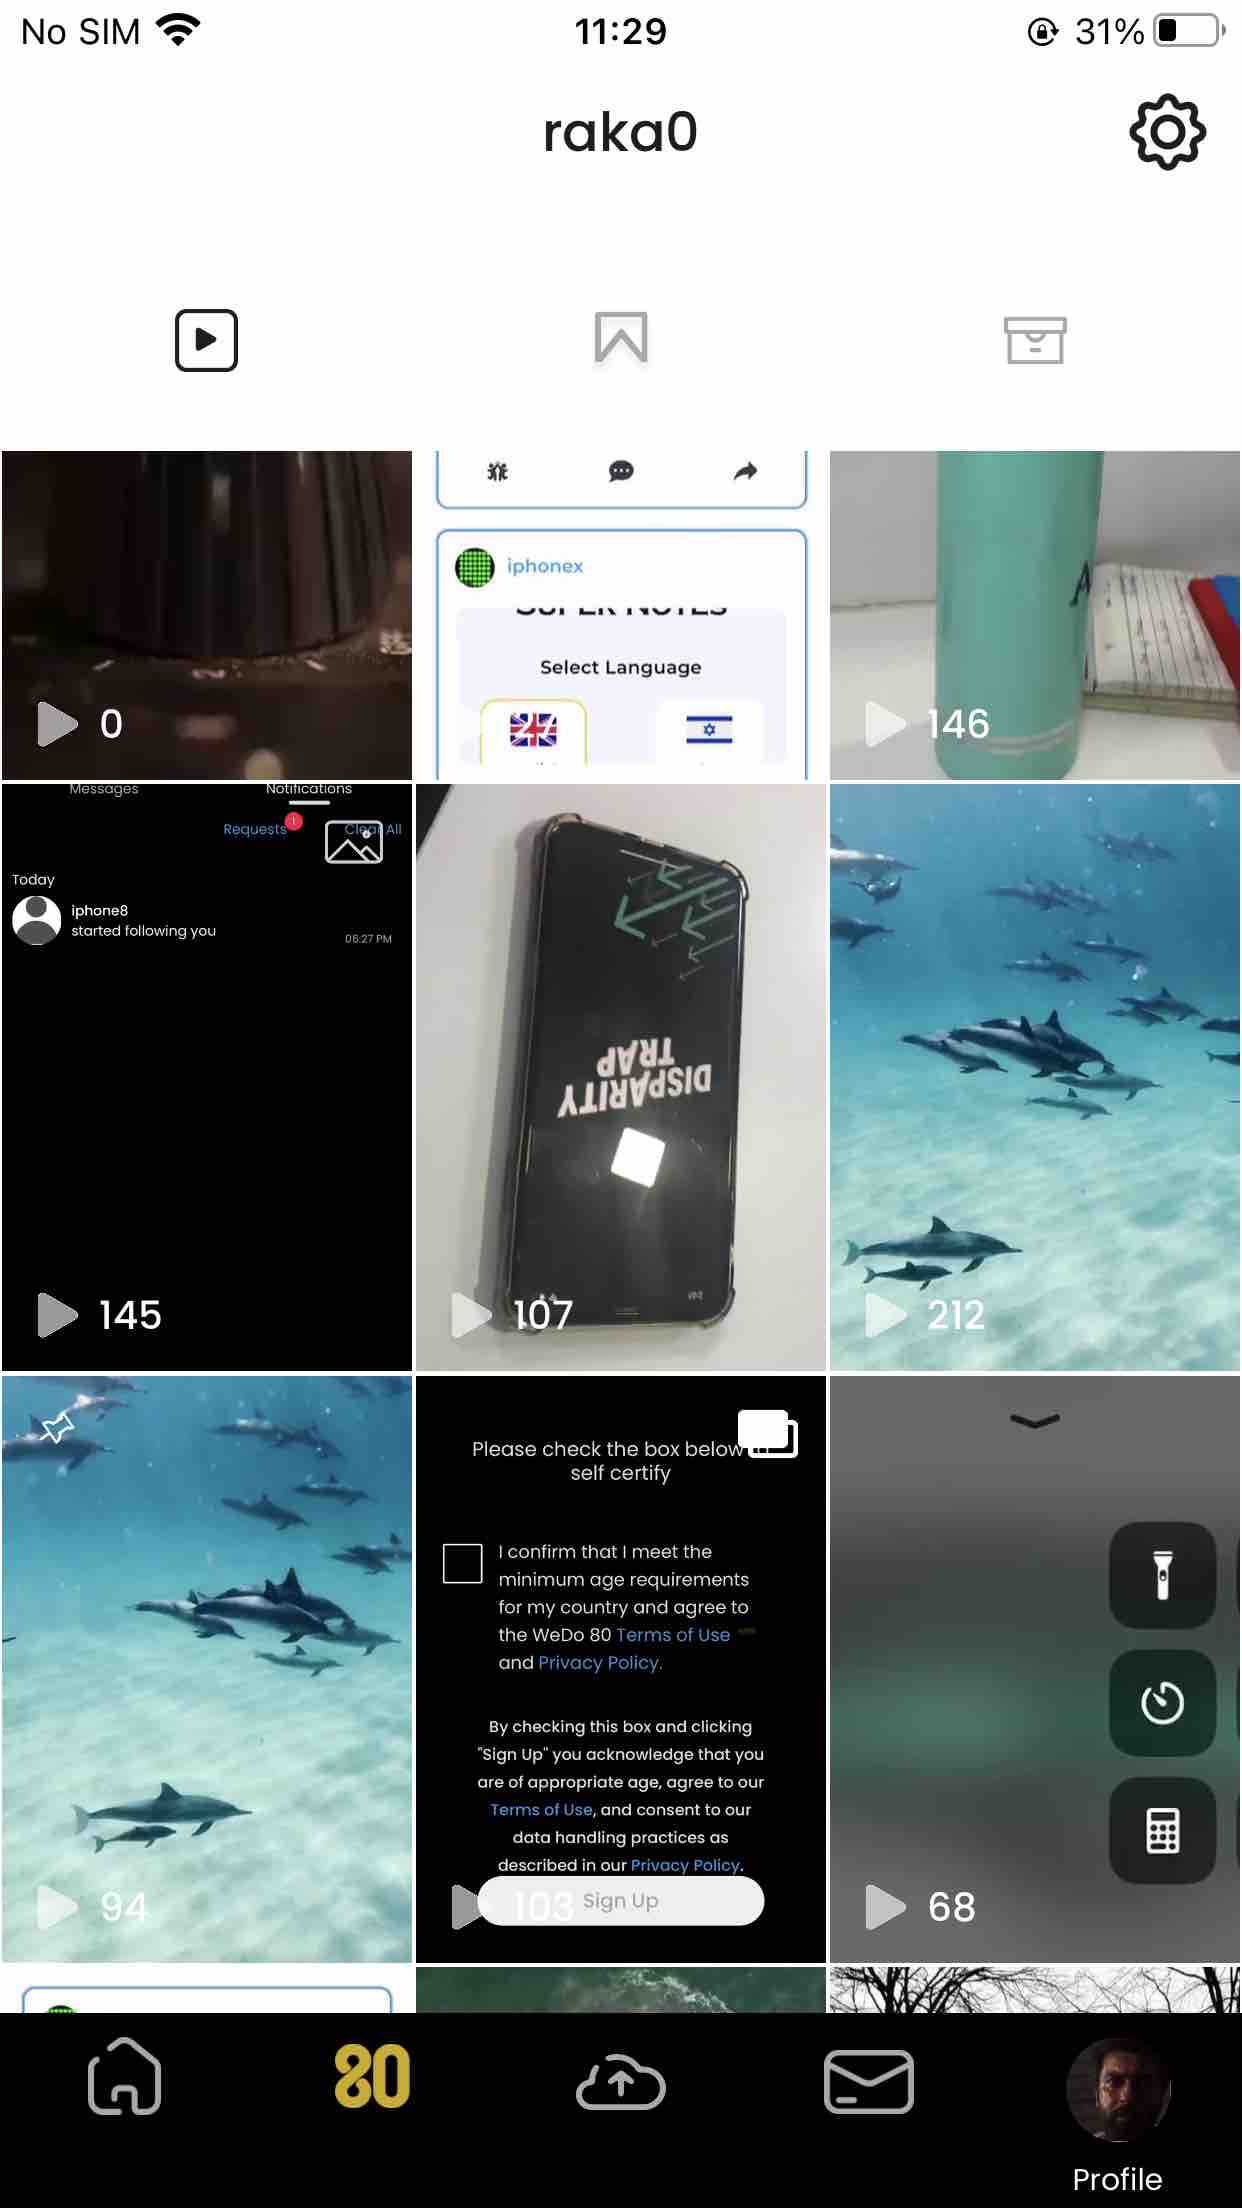 No SIM 11:29 31%
raka0
iphonex
SUPER NOTES
Select Language
0
27
146
Messages Notifications
Requests 1 Clear All
Today
iphone8
started following you
06:27 PM
DISPARITY
TRAP
145
107
212
Please check the box below to
self certify
I confirm that I meet the
minimum age requirements
for my country and agree to
the WeDo 80 Terms of Use
and Privacy Policy.
By checking this box and clicking
"Sign Up" you acknowledge that you
are of appropriate age, agree to our
Terms of Use, and consent to our
data handling practices as
described in our Privacy Policy.
Sign Up
94
103
68
80
Profile